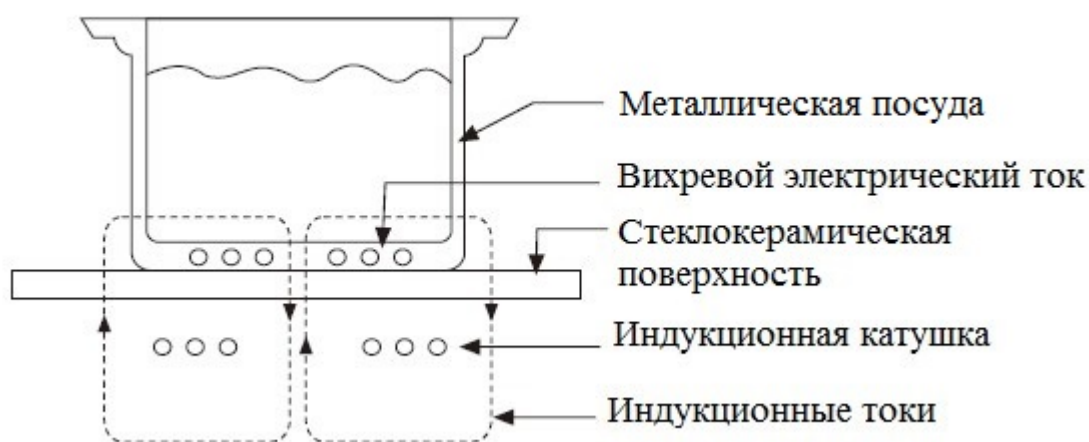 Металлическая посуда
Вихревой электрический ток
Стеклокерамическая
поверхность
Индукционная катушка
Индукционные токи